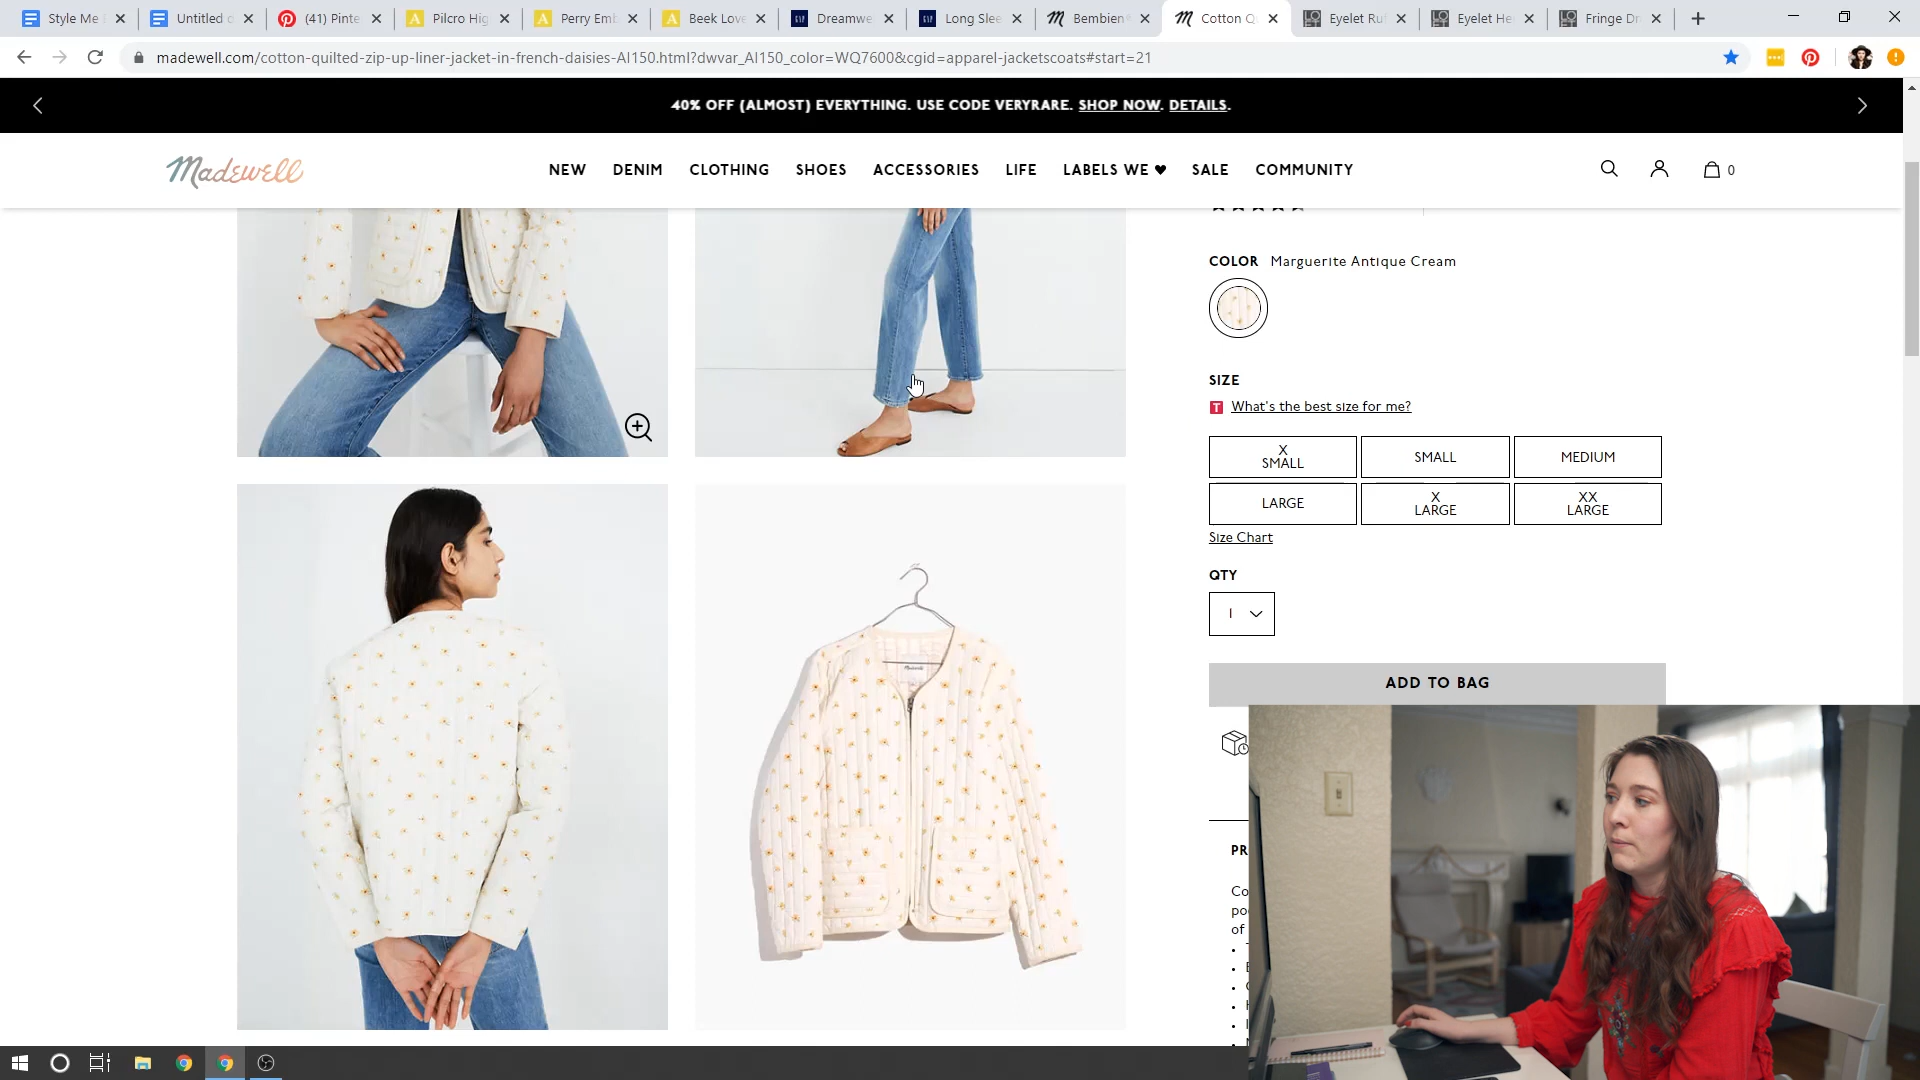 Style Me
Untitled
(41) Pinte
Pilcro Hig
Perry Emb
Beek Love
Dreamwe
Long Slee
Bembien
Cotton Q
Eyelet Ru
Eyelet He
Fringe Dr
madewell.com/cotton-quilted-zip-up-liner-jacket-in-french-daisies-AI150.html?dwvar_AI150_color=WQ7600&cgid=apparel-jacketscoats#start=21
40% OFF (ALMOST) EVERYTHING. USE CODE VERYRARE. SHOP NOW. DETAILS.
Madewell
NEW DENIM CLOTHING SHOES ACCESSORIES LIFE LABELS WE ♥ SALE COMMUNITY
0
COLOR Marguerite Antique Cream
SIZE
T What's the best size for me?
X SMALL
SMALL
MEDIUM
LARGE
X LARGE
XX LARGE
Size Chart
QTY
1
ADD TO BAG
PR
Co
po
of